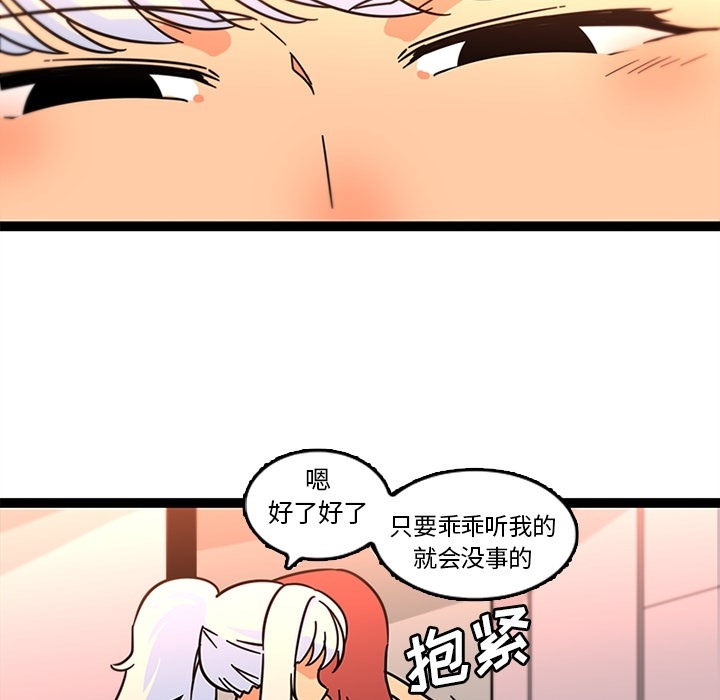 嗯
好了好了
只要乖乖听我的
就会没事的
抱紧